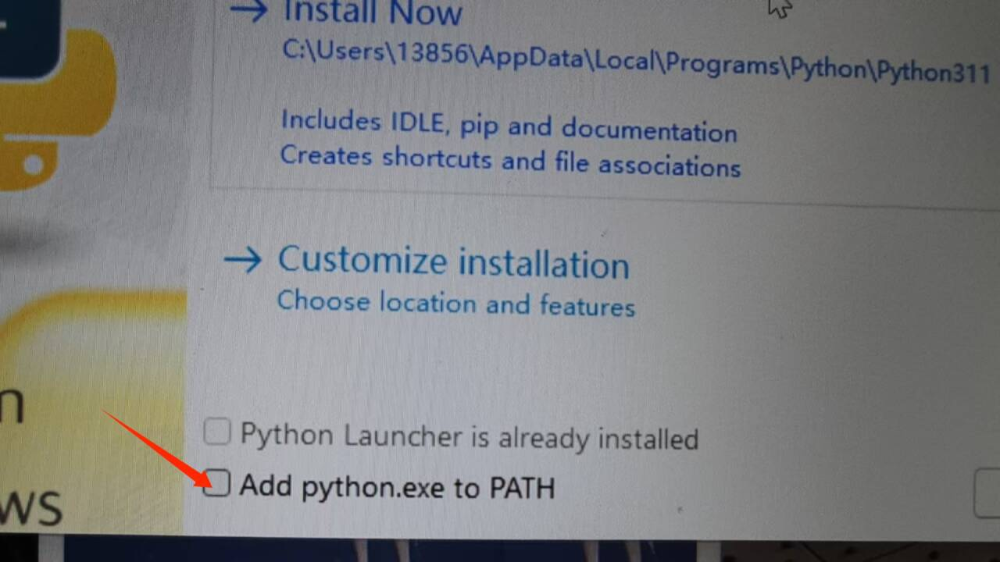 Install Now
C:\Users\13856\AppData\Local\Programs\Python\Python311
Includes IDLE, pip and documentation
Creates shortcuts and file associations
Customize installation
Choose location and features
Python Launcher is already installed
Add python.exe to PATH
n
ws